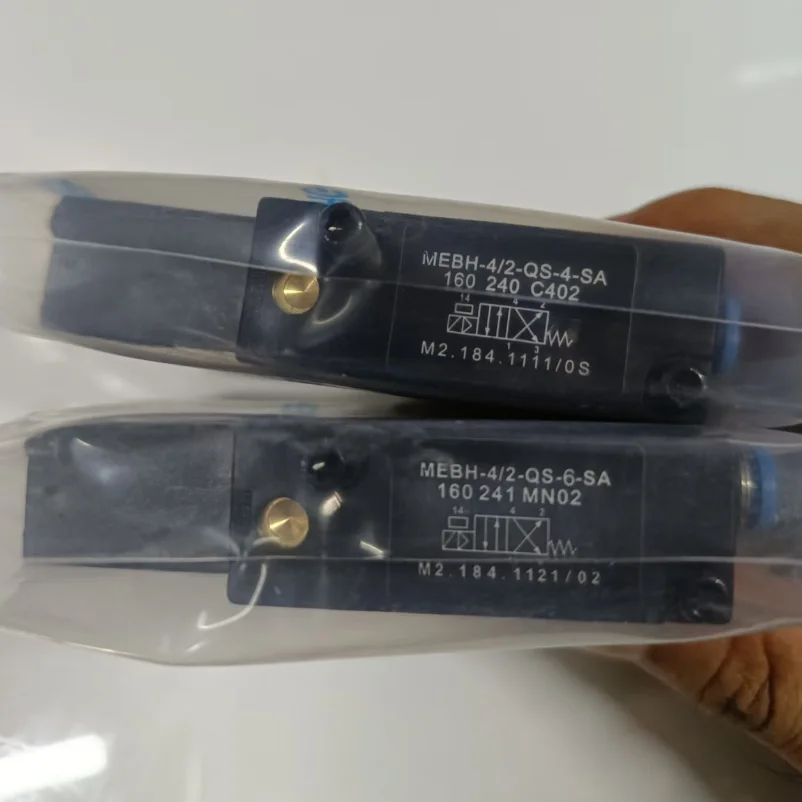 MEBH-4/2-QS-4-SA
160 240 C402
14 4 2
1 3
M2.184.1111/0S
MEBH-4/2-QS-6-SA
160 241 MN02
14 4 2
M2.184.1121/02